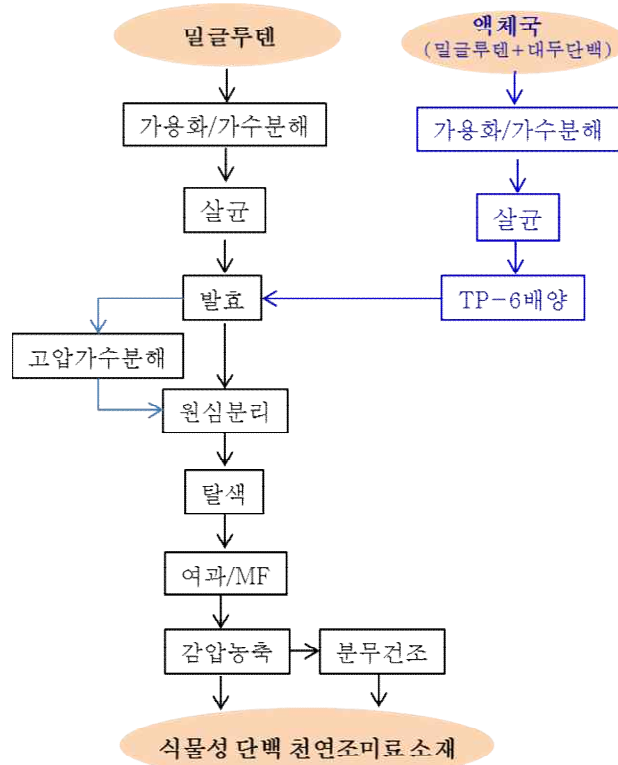 밀글루텐
액체국
(밀글루텐+대두단백)
가용화/가수분해
가용화/가수분해
살균
살균
발효
TP-6배양
고압가수분해
원심분리
탈색
여과/MF
감압농축
분무건조
식물성 단백 천연조미료 소재